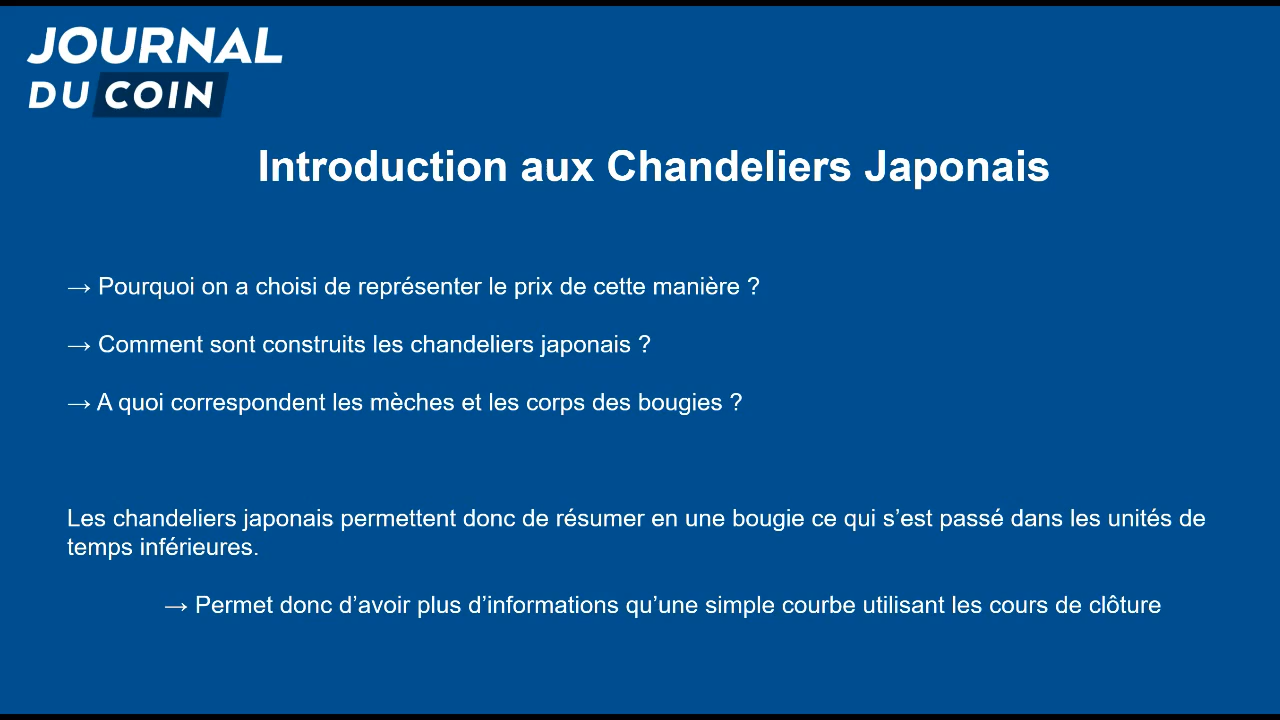 JOURNAL
DU COIN
Introduction aux Chandeliers Japonais
→ Pourquoi on a choisi de représenter le prix de cette manière ?
→ Comment sont construits les chandeliers japonais ?
→ A quoi correspondent les mèches et les corps des bougies ?
Les chandeliers japonais permettent donc de résumer en une bougie ce qui s’est passé dans les unités de
temps inférieures.
→ Permet donc d’avoir plus d’informations qu’une simple courbe utilisant les cours de clôture